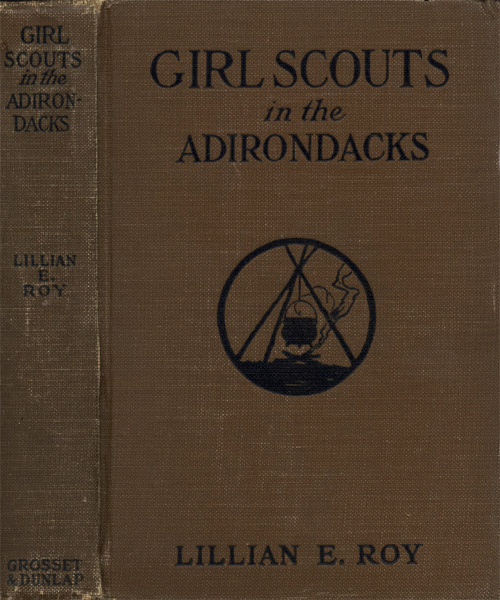 GIRL
SCOUTS
in the
ADIRON-
DACKS
LILLIAN
E.
ROY
GROSSET
& DUNLAP
GIRL SCOUTS
in the
ADIRONDACKS
LILLIAN E. ROY